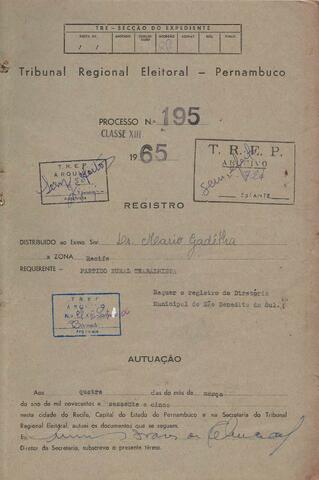 TRE - SECÇÃO DO EXPEDIENTE
Tribunal Regional Eleitoral — Pernambuco
PROCESSO N.º 195
CLASSE XIII
1965
T. R. E. P.
ARQUIVO
ESTANTE
T. R. E. P.
REGISTRO
DISTRIBUIDO ao Exmo Snr. Dr. Mario Gadêlha
a ZONA Recife
REQUERENTE — PARTIDO RURAL TRABALHISTA
Requer o registro do Diretório
Municipal de São Benedito do Sul.
AUTUAÇÃO
Aos quatro dias do mês de março
do ano de mil novecentos e sessenta e cinco
nesta cidade do Recife, Capital do Estado de Pernambuco e na Secretaria do Tribunal
Regional Eleitoral, autuei os documentos que se seguem.
Eu
Diretor da Secretaria, subscrevo o presente têrmo.